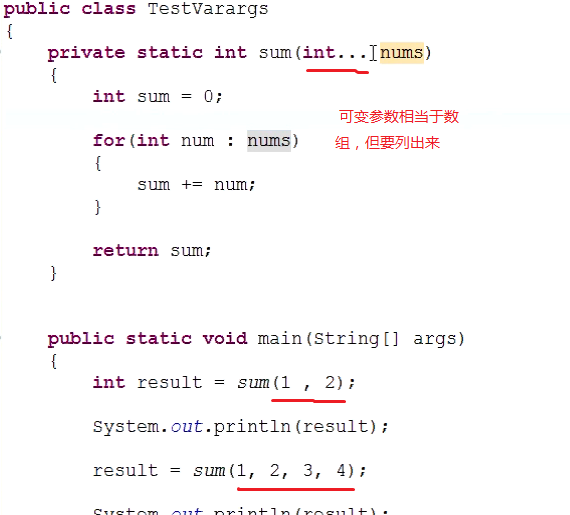 public class TestVarargs
{
private static int sum(int... nums)
{
int sum = 0;
可变参数相当于数
for(int num : nums)
组，但要列出来
{
sum += num;
}
return sum;
}
public static void main(String[] args)
{
int result = sum(1 , 2);
System.out.println(result);
result = sum(1, 2, 3, 4);
System.out.println(result);